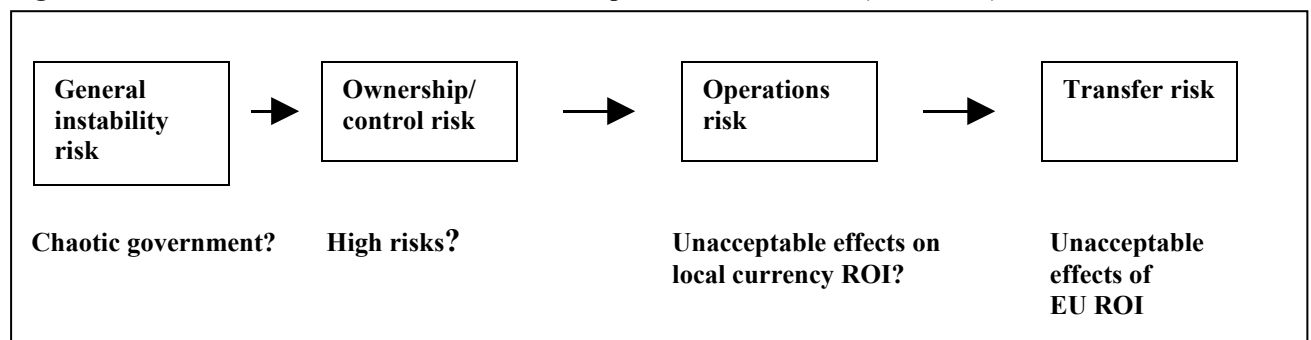 General
instability
risk
Ownership/
control risk
Operations
risk
Transfer risk
Chaotic government?
High risks?
Unacceptable effects on
local currency ROI?
Unacceptable
effects of
EU ROI